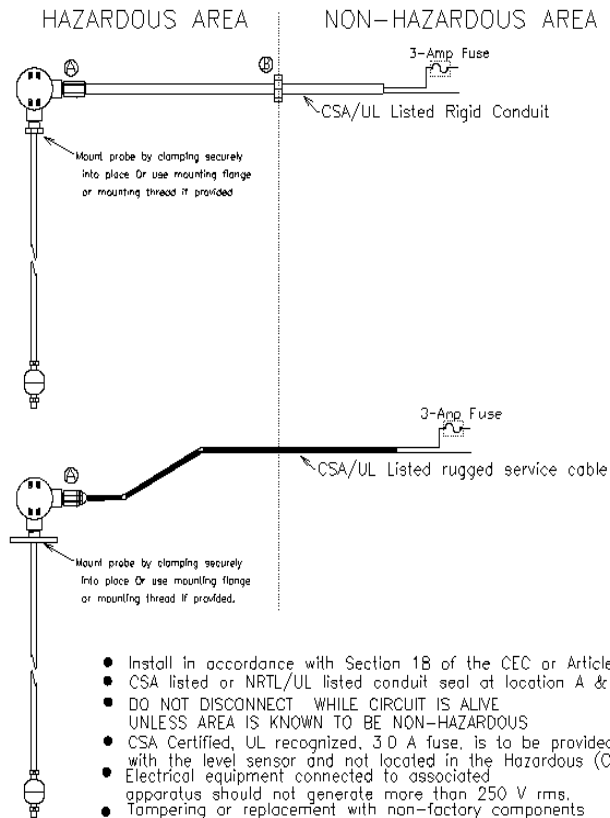 HAZARDOUS AREA
NON-HAZARDOUS AREA
A
B
3-Amp Fuse
CSA/UL Listed Rigid Conduit
Mount probe by clamping securely
into place Or use mounting flange
or mounting thread if provided
3-Amp Fuse
A
CSA/UL Listed rugged service cable
Mount probe by clamping securely
into place Or use mounting flange
or mounting thread if provided.
● Install in accordance with Section 18 of the CEC or Article
● CSA listed or NRTL/UL listed conduit seal at location A &
● DO NOT DISCONNECT WHILE CIRCUIT IS ALIVE
UNLESS AREA IS KNOWN TO BE NON-HAZARDOUS
● CSA Certified, UL recognized, 3.0 A fuse, is to be provided
with the level sensor and not located in the Hazardous (C
● Electrical equipment connected to associated
apparatus should not generate more than 250 V rms.
● Tampering or replacement with non-factory components